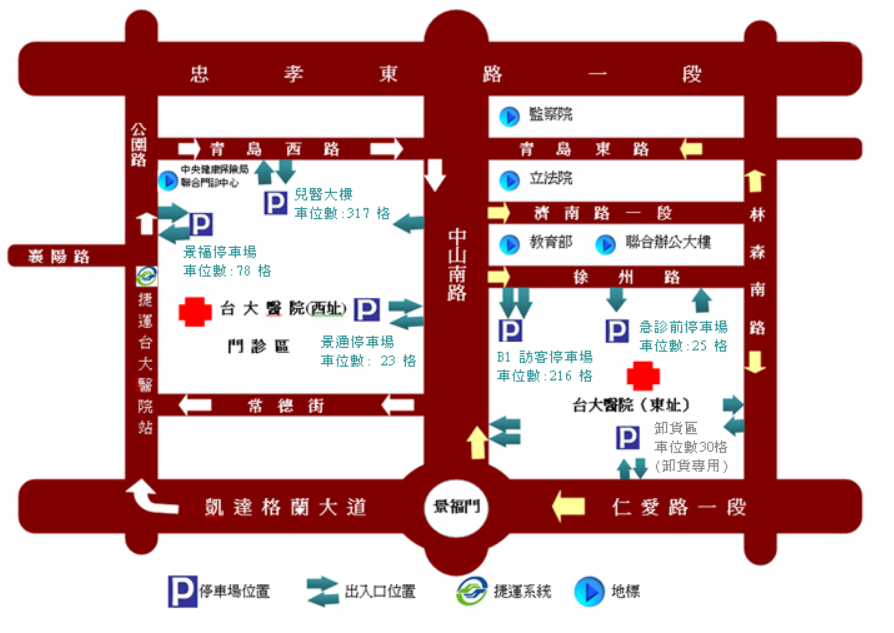 忠孝東路一段
公園路
監察院
青島西路
青島東路
中央健康保險局
聯合門診中心
立法院
兒醫大樓
車位數:317 格
濟南路一段
林森南路
中山南路
教育部
聯合辦公大樓
襄陽路
景福停車場
車位數:78 格
徐州路
捷運台大醫院站
台大醫院(西址)
門診區
景通停車場
車位數: 23 格
急診前停車場
車位數:25 格
B1 訪客停車場
車位數:216 格
常德街
台大醫院(東址)
卸貨區
車位數30格
(卸貨專用)
凱達格蘭大道
景福門
仁愛路一段
P停車場位置
出入口位置
捷運系統
地標